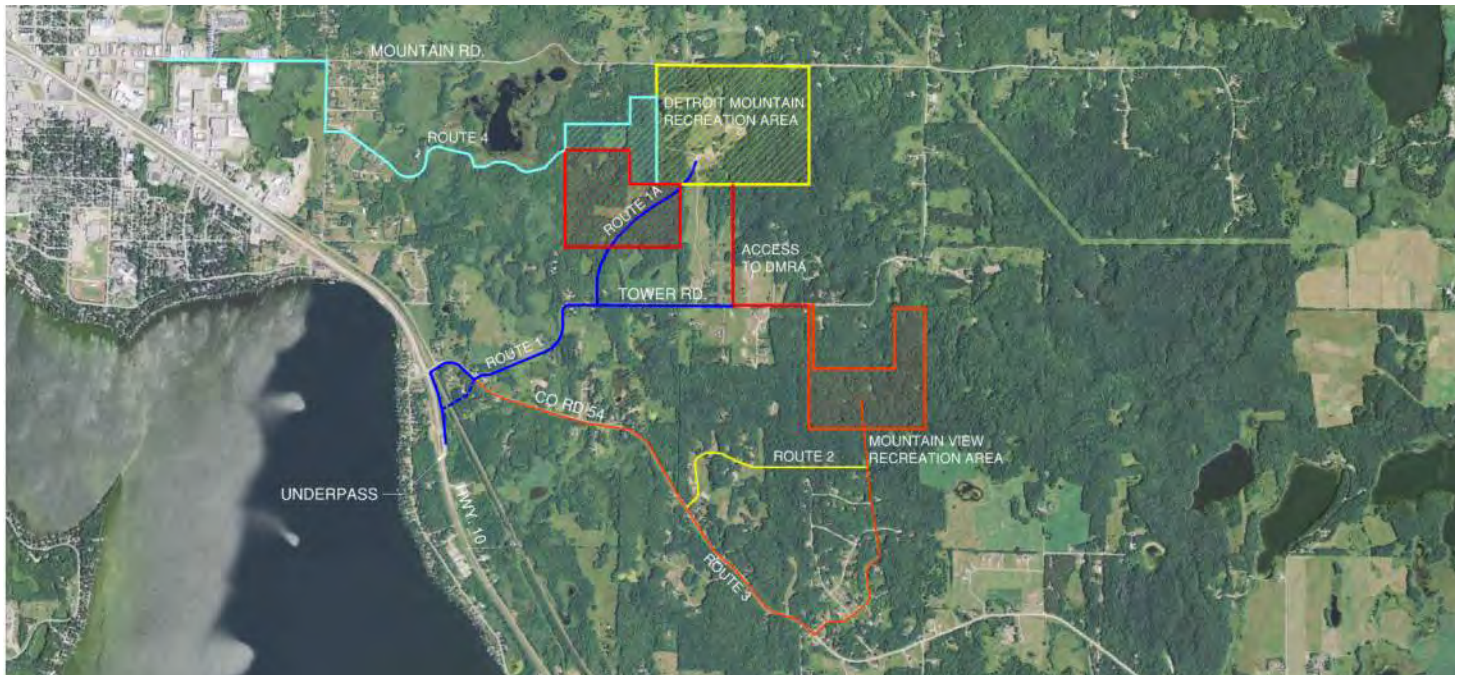 MOUNTAIN RD.
DETROIT MOUNTAIN
RECREATION AREA
ROUTE 4
ROUTE 1A
ACCESS
TO DMRA
TOWER RD.
ROUTE 1
CO RD 54
MOUNTAIN VIEW
RECREATION AREA
ROUTE 2
UNDERPASS
HWY. 10
ROUTE 3